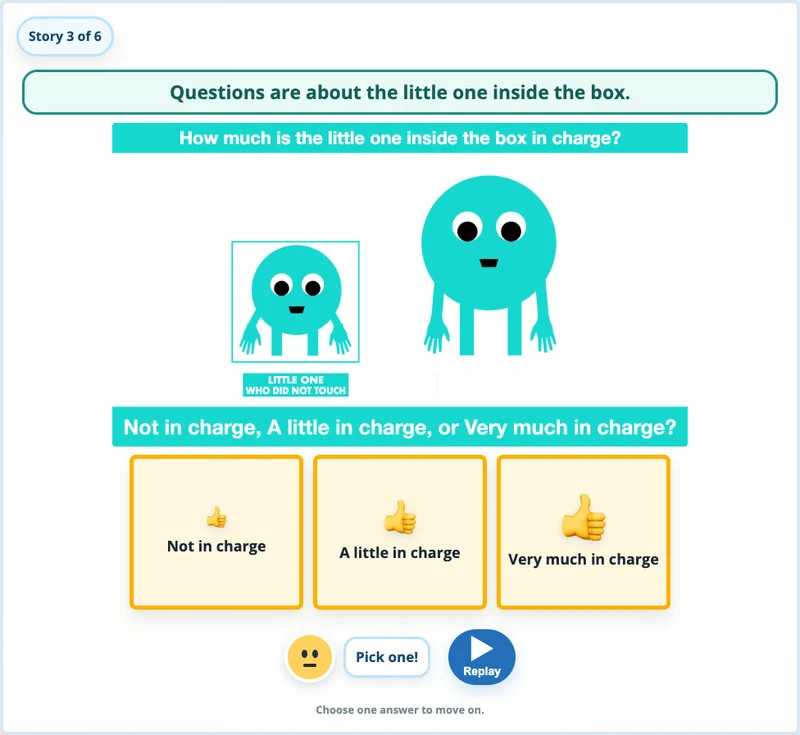 Story 3 of 6
Questions are about the little one inside the box.
How much is the little one inside the box in charge?
LITTLE ONE
WHO DID NOT TOUCH
Not in charge, A little in charge, or Very much in charge?
Not in charge
A little in charge
Very much in charge
Pick one!
Replay
Choose one answer to move on.